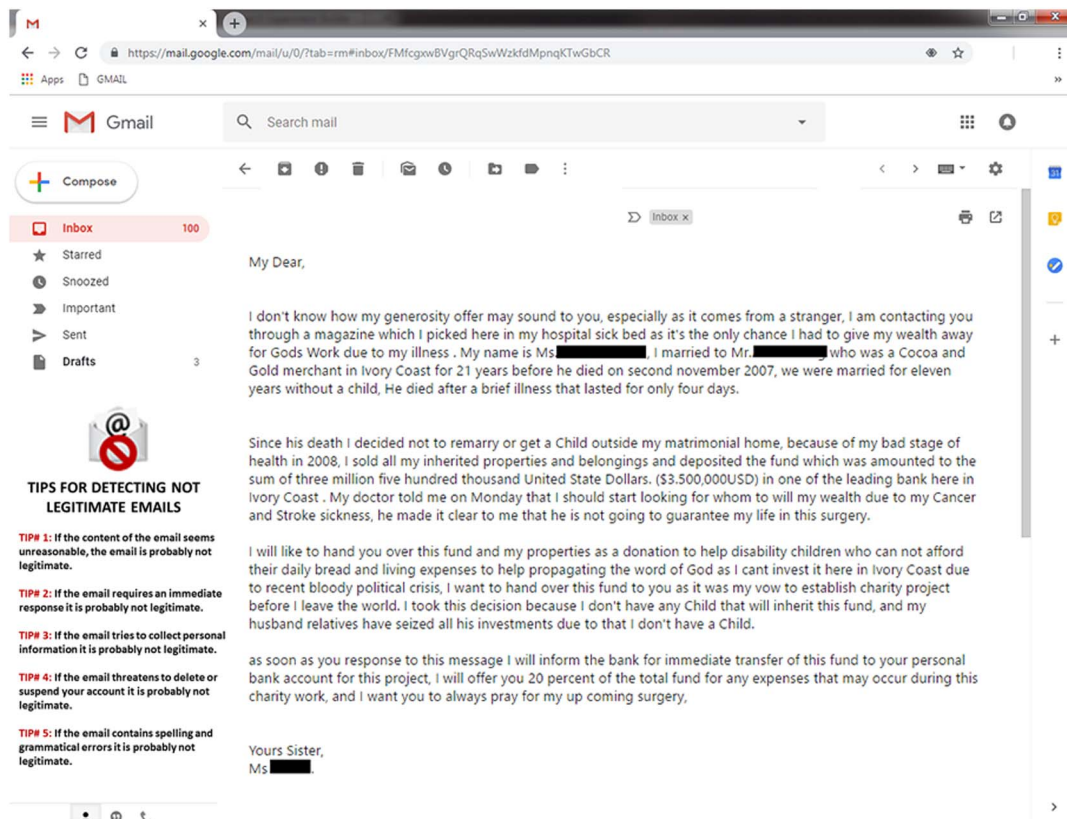 https://mail.google.com/mail/u/0/?tab=rm#inbox/FMfcgxwBVgrQRqSwWzkfdMpnqKTwGbCR
Apps GMAIL
Gmail
Search mail
Compose
Inbox 100
Starred
Snoozed
Important
Sent
Drafts 3
31
Inbox x
My Dear,
I don't know how my generosity offer may sound to you, especially as it comes from a stranger, I am contacting you
through a magazine which I picked here in my hospital sick bed as it's the only chance I had to give my wealth away
for Gods Work due to my illness . My name is Ms. , I married to Mr. who was a Cocoa and
Gold merchant in Ivory Coast for 21 years before he died on second november 2007, we were married for eleven
years without a child, He died after a brief illness that lasted for only four days.
Since his death I decided not to remarry or get a Child outside my matrimonial home, because of my bad stage of
health in 2008, I sold all my inherited properties and belongings and deposited the fund which was amounted to the
sum of three million five hundred thousand United State Dollars. ($3.500,000USD) in one of the leading bank here in
Ivory Coast . My doctor told me on Monday that I should start looking for whom to will my wealth due to my Cancer
and Stroke sickness, he made it clear to me that he is not going to guarantee my life in this surgery.
I will like to hand you over this fund and my properties as a donation to help disability children who can not afford
their daily bread and living expenses to help propagating the word of God as I cant invest it here in Ivory Coast due
to recent bloody political crisis, I want to hand over this fund to you as it was my vow to establish charity project
before I leave the world. I took this decision because I don't have any Child that will inherit this fund, and my
husband relatives have seized all his investments due to that I don't have a Child.
as soon as you response to this message I will inform the bank for immediate transfer of this fund to your personal
bank account for this project, I will offer you 20 percent of the total fund for any expenses that may occur during this
charity work, and I want you to always pray for my up coming surgery,
Yours Sister,
Ms .
TIPS FOR DETECTING NOT
LEGITIMATE EMAILS
TIP# 1: If the content of the email seems
unreasonable, the email is probably not
legitimate.
TIP# 2: If the email requires an immediate
response it is probably not legitimate.
TIP# 3: If the email tries to collect personal
information it is probably not legitimate.
TIP# 4: If the email threatens to delete or
suspend your account it is probably not
legitimate.
TIP# 5: If the email contains spelling and
grammatical errors it is probably not
legitimate.